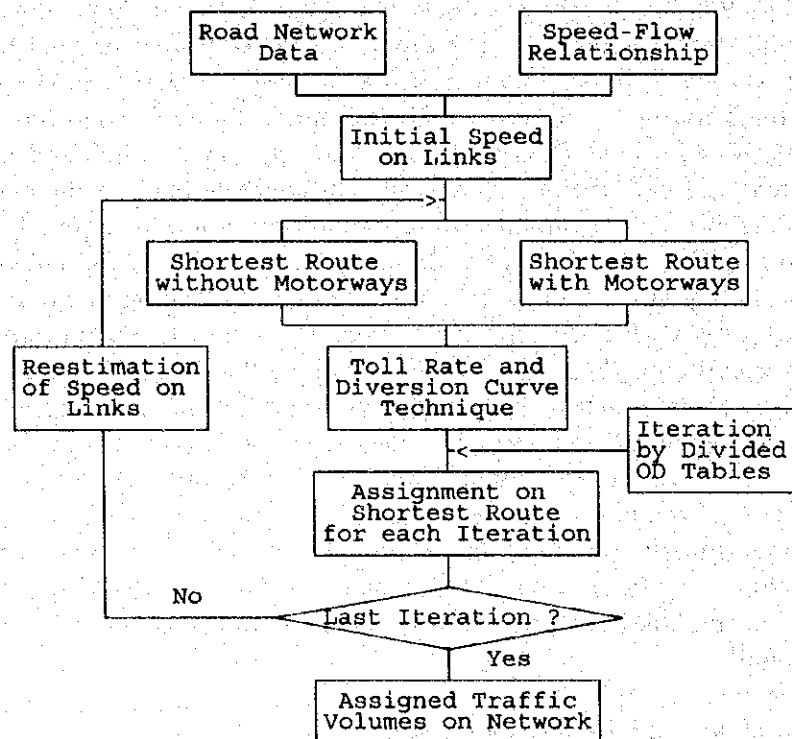 Road Network
Data
Speed-Flow
Relationship
Initial Speed
on Links
Shortest Route
without Motorways
Shortest Route
with Motorways
Reestimation
of Speed on
Links
Toll Rate and
Diversion Curve
Technique
Iteration
by Divided
OD Tables
Assignment on
Shortest Route
for each Iteration
No
Last Iteration ?
Yes
Assigned Traffic
Volumes on Network